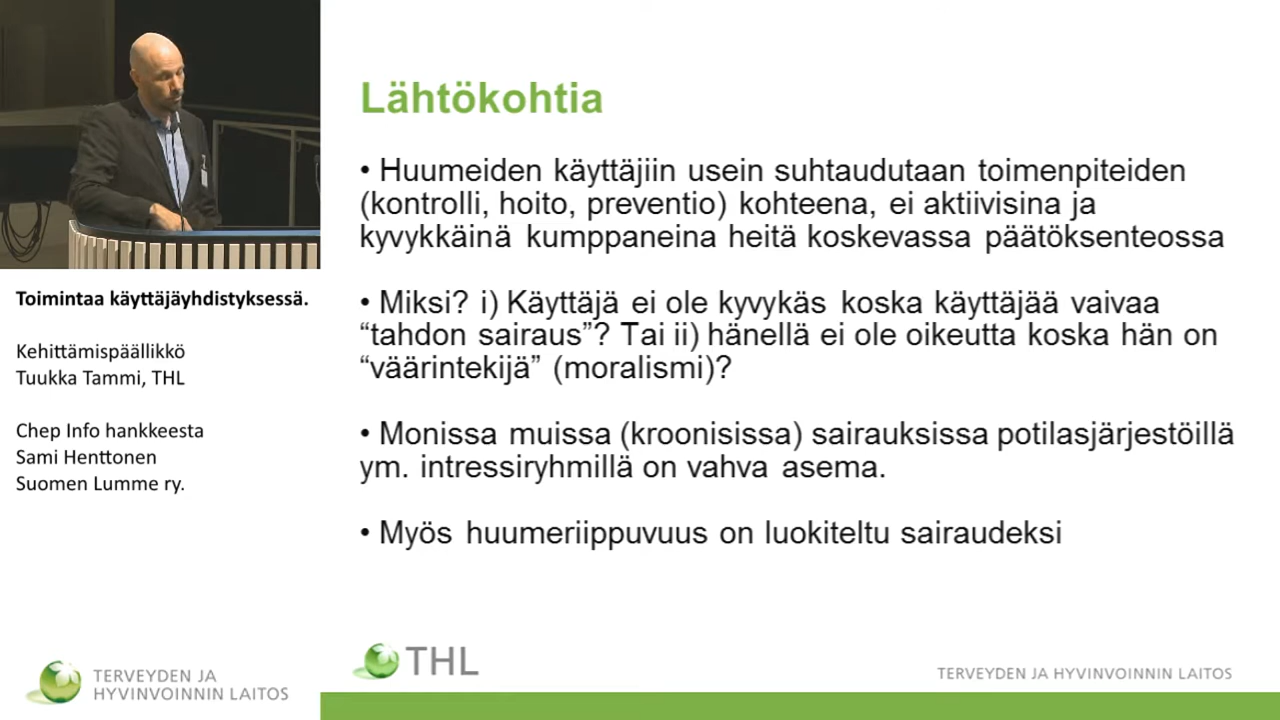 Lähtökohtia
• Huumeiden käyttäjiin usein suhtaudutaan toimenpiteiden
(kontrolli, hoito, preventio) kohteena, ei aktiivisina ja
kyvykkäinä kumppaneina heitä koskevassa päätöksenteossa
• Miksi? i) Käyttäjä ei ole kyvykäs koska käyttäjää vaivaa
“tahdon sairaus”? Tai ii) hänellä ei ole oikeutta koska hän on
“väärintekijä” (moralismi)?
• Monissa muissa (kroonisissa) sairauksissa potilasjärjestöillä
ym. intressiryhmillä on vahva asema.
• Myös huumeriippuvuus on luokiteltu sairaudeksi
THL
TERVEYDEN JA HYVINVOINNIN LAITOS
Toimintaa käyttäjäyhdistyksessä.
Kehittämispäällikkö
Tuukka Tammi, THL
Chep Info hankkeesta
Sami Henttonen
Suomen Lumme ry.
TERVEYDEN JA
HYVINVOINNIN LAITOS